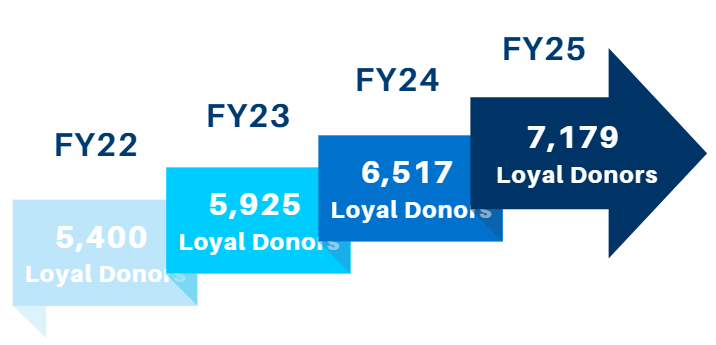 FY22
5,400
Loyal Donors
FY23
5,925
Loyal Donors
FY24
6,517
Loyal Donors
FY25
7,179
Loyal Donors